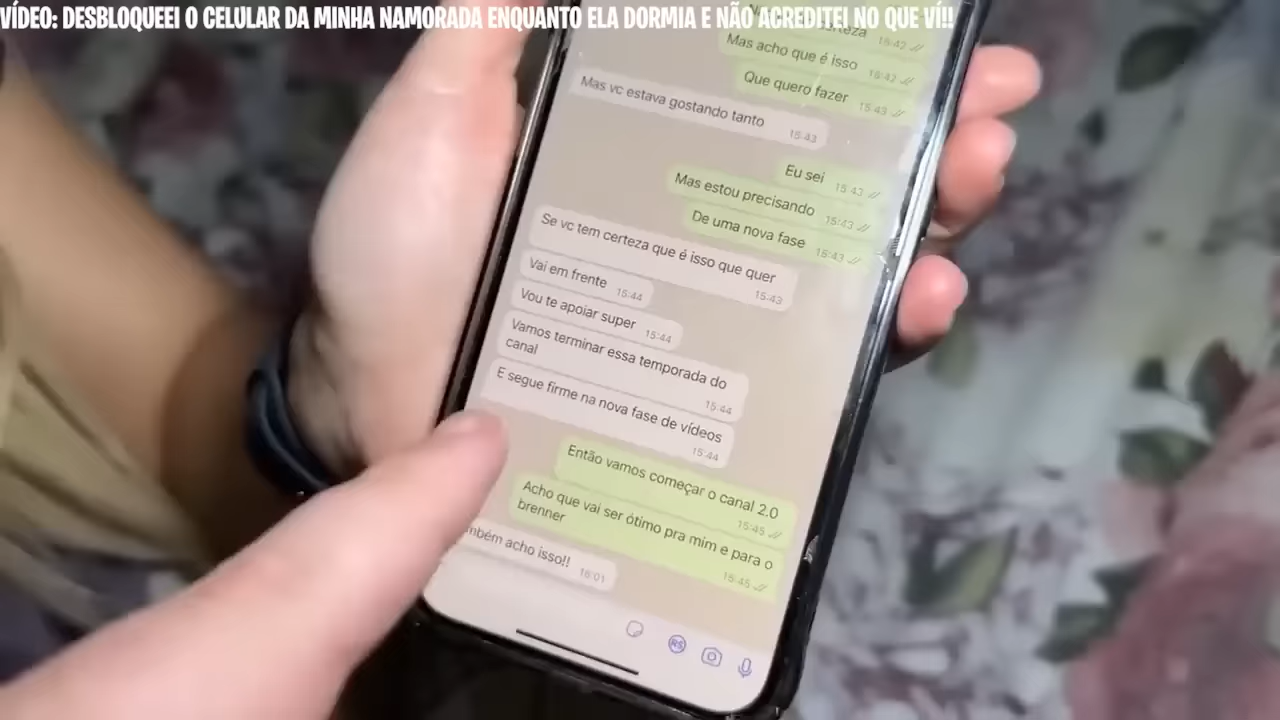 VÍDEO: DESBLOQUEEI O CELULAR DA MINHA NAMORADA ENQUANTO ELA DORMIA E NÃO ACREDITEI NO QUE VÍ!!
15:42
Mas acho que é isso 15:42
Que quero fazer 15:43
Mas vc estava gostando tanto
15:43
Eu sei 15:43
Mas estou precisando 15:43
De uma nova fase 15:43
Se vc tem certeza que é isso que quer
15:43
Vai em frente 15:44
Vou te apoiar super 15:44
Vamos terminar essa temporada do
canal
15:44
E segue firme na nova fase de vídeos
15:44
Então vamos começar o canal 2.0
15:45
Acho que vai ser ótimo pra mim e para o
brenner
15:45
acho isso!! 16:01
R$